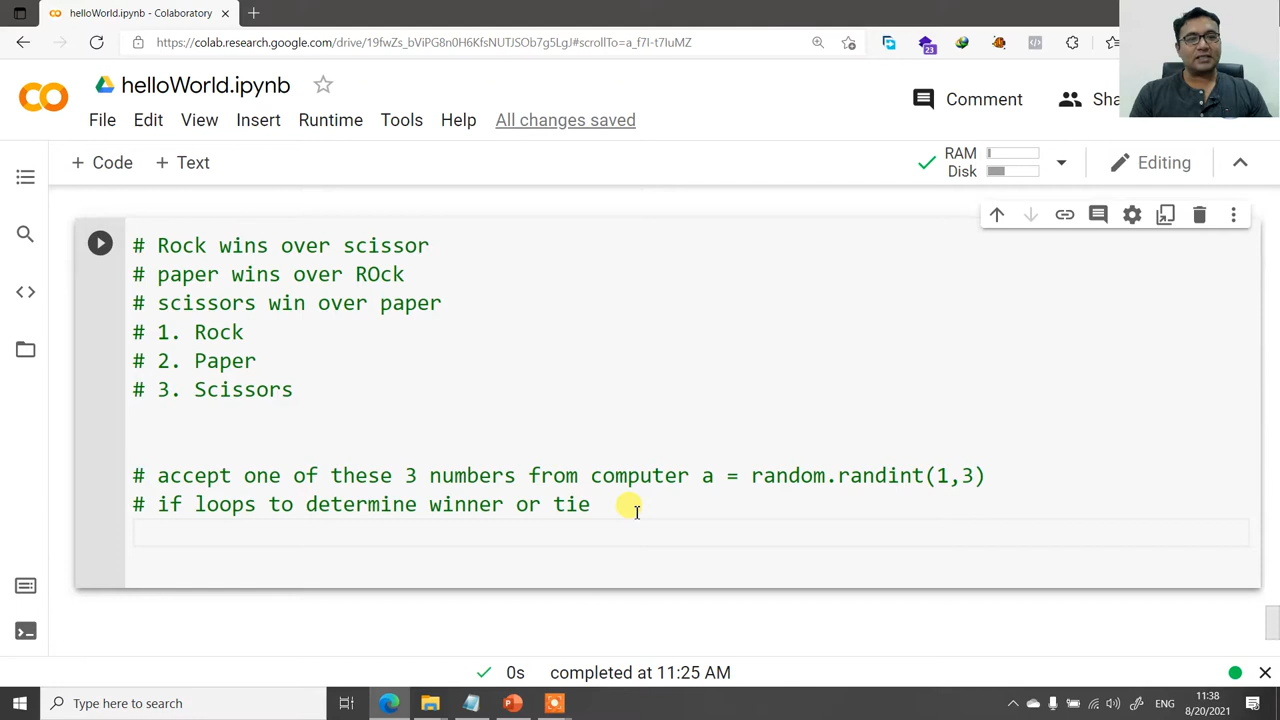 helloWorld.ipynb - Colaboratory
https://colab.research.google.com/drive/19fwZs_bViPG8n0H6KfsMUTJSOb7g5LgJ#scrollTo=a_f7I-t7IuMZ
23
CO
helloWorld.ipynb
Comment
Sha
File Edit View Insert Runtime Tools Help All changes saved
+ Code + Text
RAM
Disk
Editing
# Rock wins over scissor
# paper wins over ROck
# scissors win over paper
# 1. Rock
# 2. Paper
# 3. Scissors
# accept one of these 3 numbers from computer a = random.randint(1,3)
# if loops to determine winner or tie
0s completed at 11:25 AM
Type here to search
ENG
11:38
8/20/2021